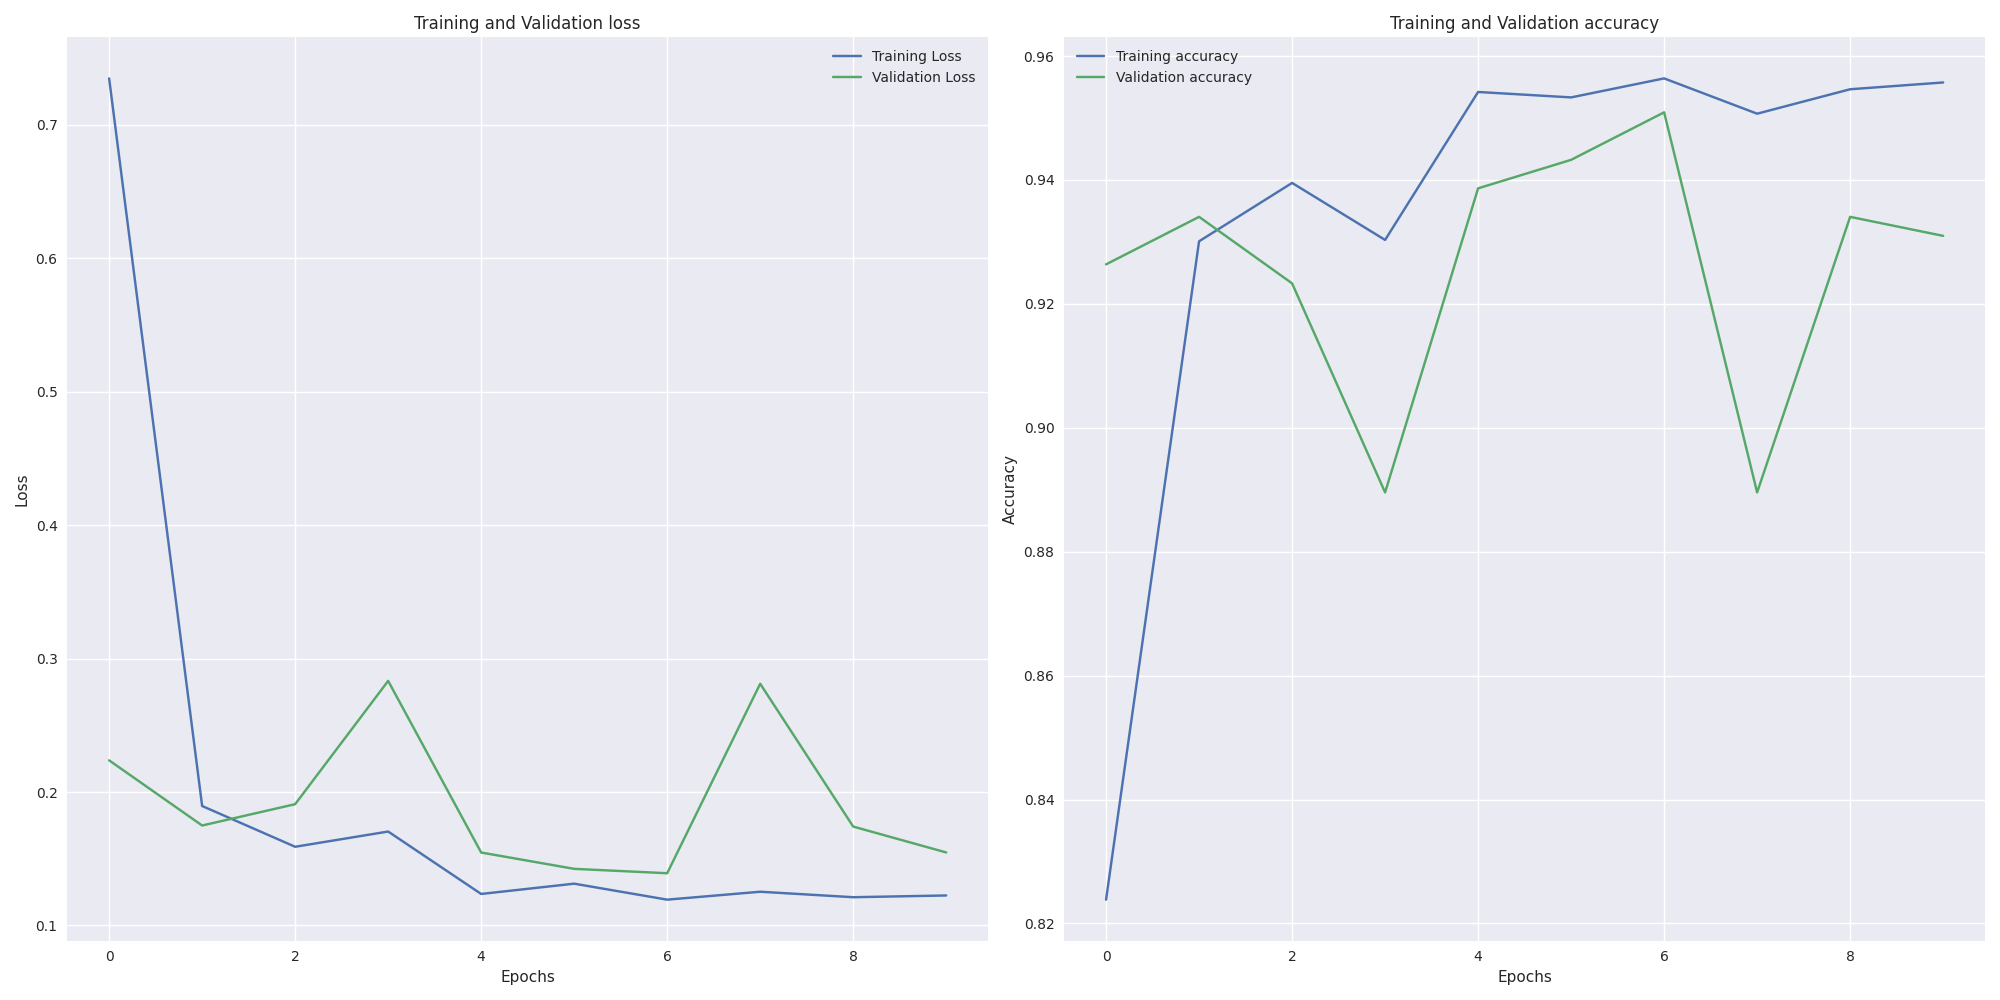 Training and Validation loss
Training Loss
Validation Loss
0.7
0.6
0.5
0.4
0.3
0.2
0.1
Loss
0
2
4
6
8
Epochs
Training and Validation accuracy
Training accuracy
Validation accuracy
0.96
0.94
0.92
0.90
0.88
0.86
0.84
0.82
Accuracy
0
2
4
6
8
Epochs